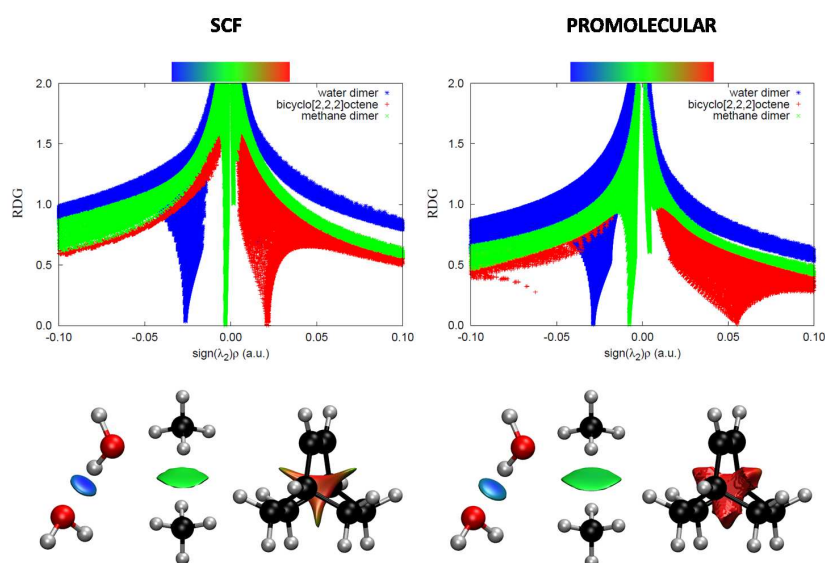 SCF
PROMOLECULAR
2.0
water dimer
bicyclo[2,2,2]octene
methane dimer
1.5
RDG
1.0
0.5
0.0
-0.10
-0.05
0.00
0.05
0.10
sign(λ2)ρ (a.u.)
2.0
water dimer
bicyclo[2,2,2]octene
methane dimer
1.5
RDG
1.0
0.5
0.0
-0.10
-0.05
0.00
0.05
0.10
sign(λ2)ρ (a.u.)